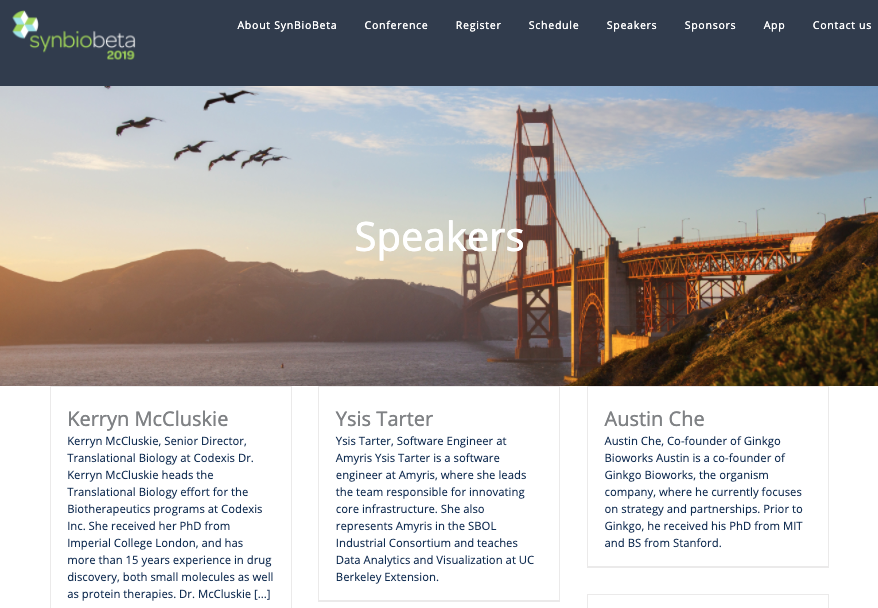 synbiobeta
2019
About SynBioBeta
Conference
Register
Schedule
Speakers
Sponsors
App
Contact us
Speakers
Kerryn McCluskie
Kerryn McCluskie, Senior Director,
Translational Biology at Codexis Dr.
Kerryn McCluskie heads the
Translational Biology effort for the
Biotherapeutics programs at Codexis
Inc. She received her PhD from
Imperial College London, and has
more than 15 years experience in drug
discovery, both small molecules as well
as protein therapies. Dr. McCluskie [...]
Ysis Tarter
Ysis Tarter, Software Engineer at
Amyris Ysis Tarter is a software
engineer at Amyris, where she leads
the team responsible for innovating
core infrastructure. She also
represents Amyris in the SBOL
Industrial Consortium and teaches
Data Analytics and Visualization at UC
Berkeley Extension.
Austin Che
Austin Che, Co-founder of Ginkgo
Bioworks Austin is a co-founder of
Ginkgo Bioworks, the organism
company, where he currently focuses
on strategy and partnerships. Prior to
Ginkgo, he received his PhD from MIT
and BS from Stanford.